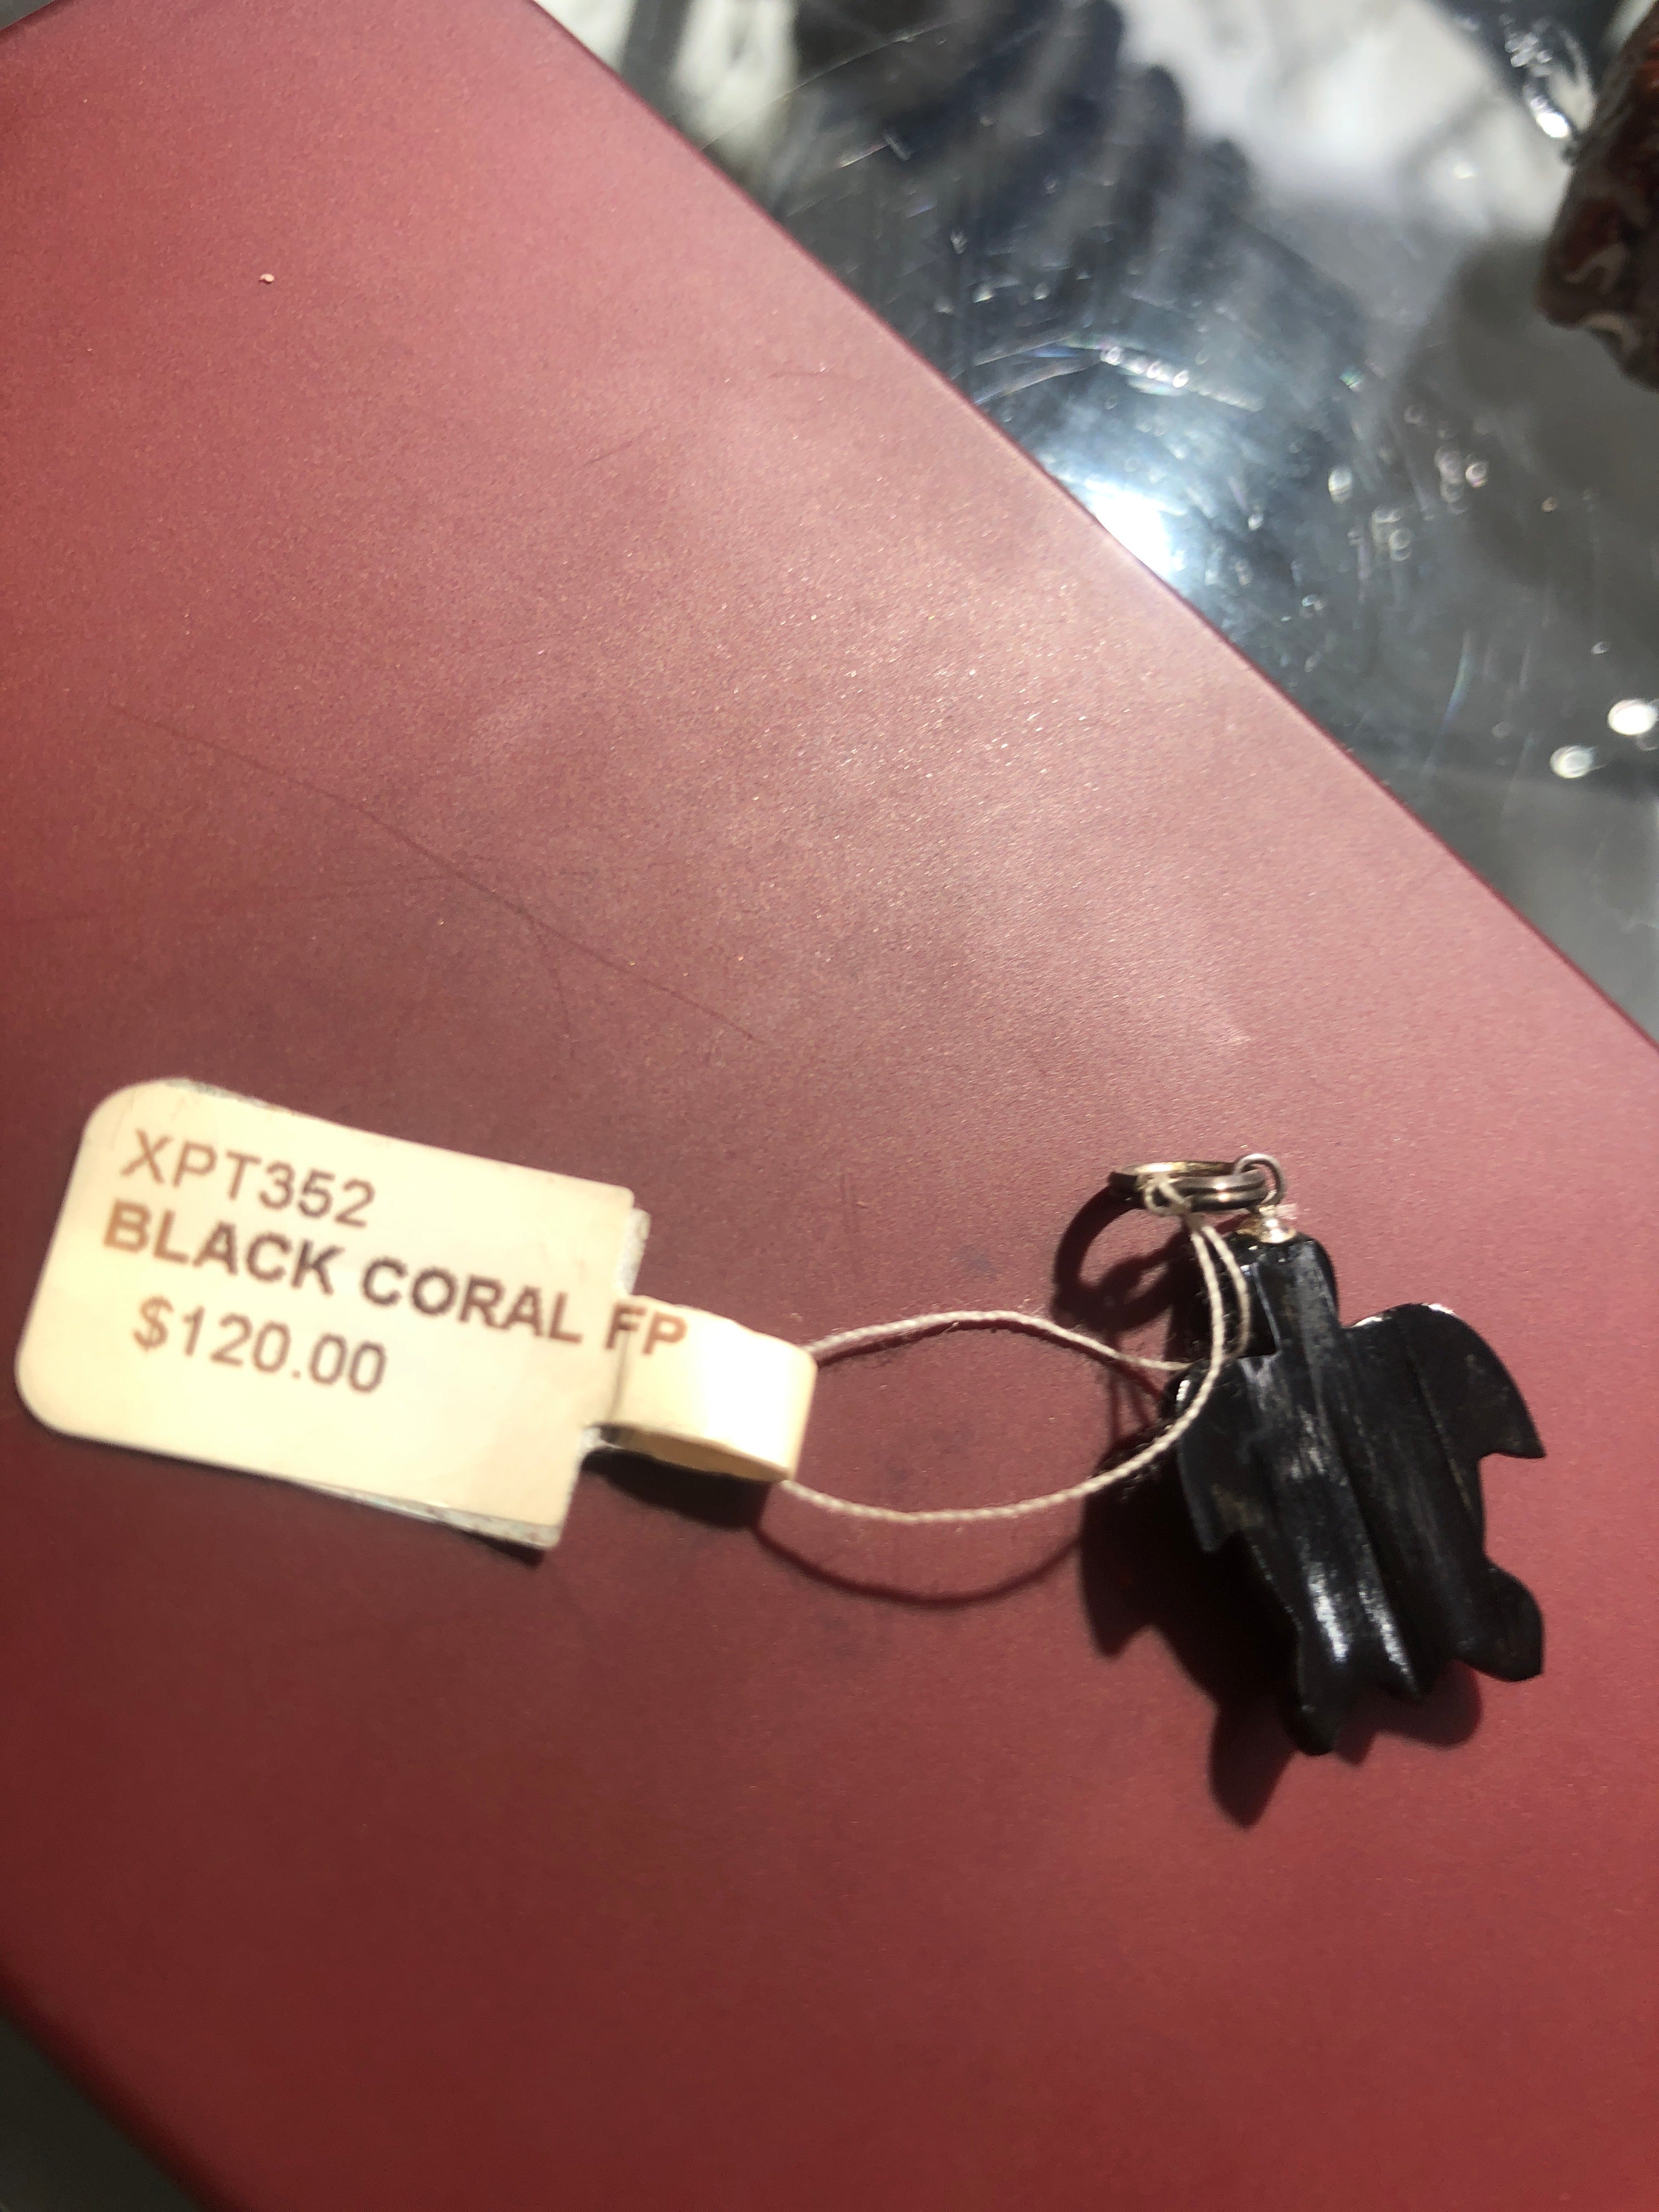 XPT352
BLACK CORAL FP
$120.00